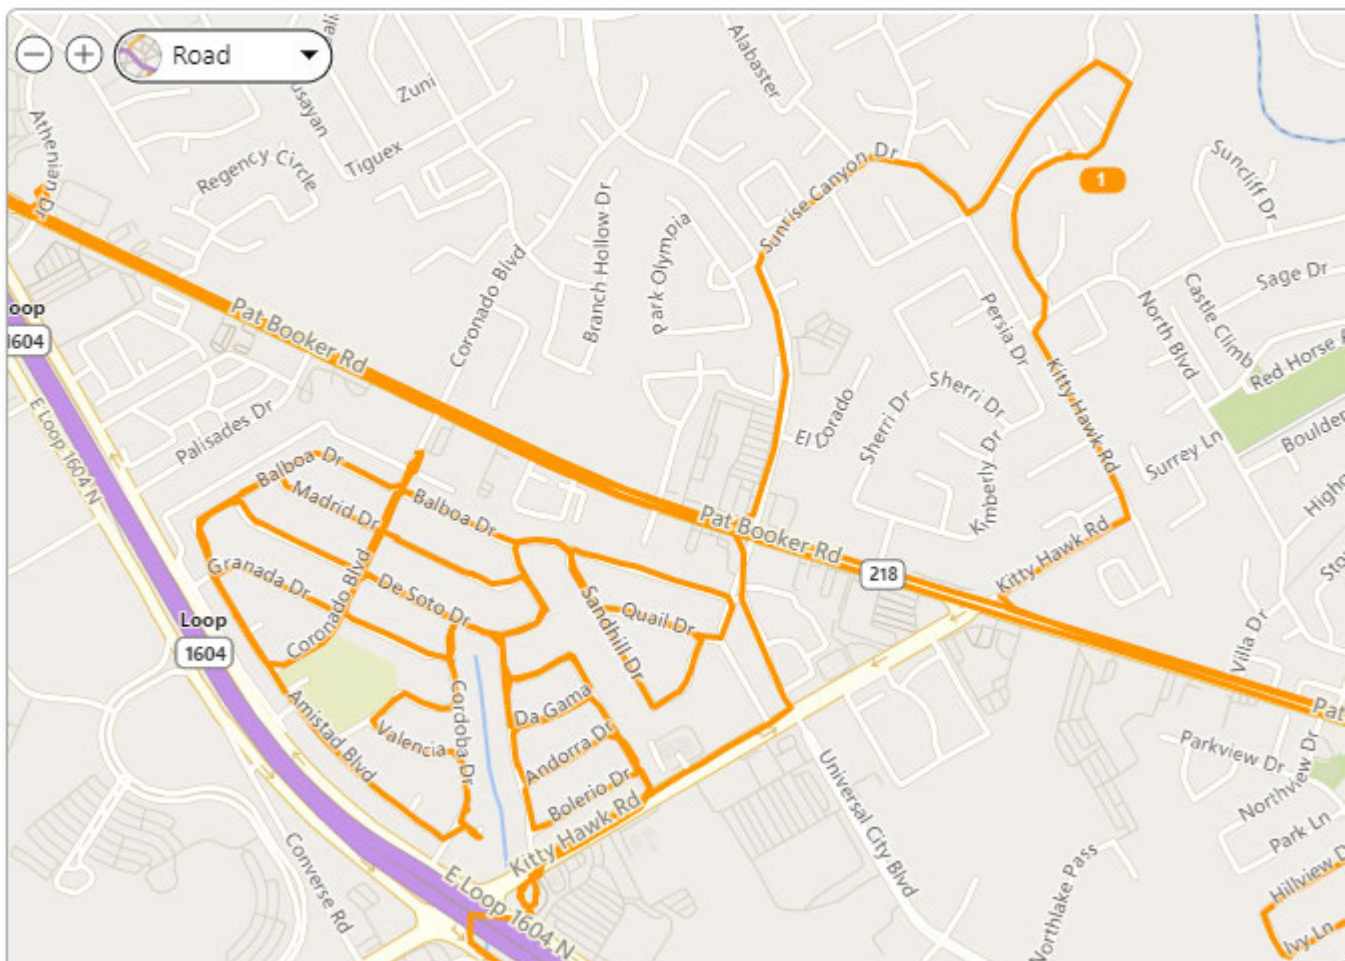 Road
Zuni
usayan
Alabaster
Athenien Dr
Tiguex
Regency Circle
Sunrise Canyon Dr
1
Suncliff Dr
Branch Hollow Dr
Park Olympia
Coronado Blvd
Sage Dr
Castle Climb
North Blvd
Persia Dr
oop
1604
Pat Booker Rd
Red Horse A
Kitty Hawk Rd
Sherri Dr
Sherri Dr
El Dorado
Palisades Dr
E Loop 1604 N
Surrey Ln
Boulder
Kimberly Dr
Balboa Dr
Madrid Dr
Balboa Dr
Pat Booker Rd
218
Kitty Hawk Rd
Granada Dr
Coronado Blvd
De Soto Dr
Sandhill Dr
Quail Dr
Loop
1604
Villa Dr
Cordoba Dr
Da Gama
Amistad Blvd
Valencia
Andorra Dr
Bolerio Dr
Pat
Parkview Dr
Northview Dr
Park Ln
Universal City Blvd
Kitty Hawk Rd
Converse Rd
E Loop 1604 N
Northlake Pass
Hillview D
Ivy Ln